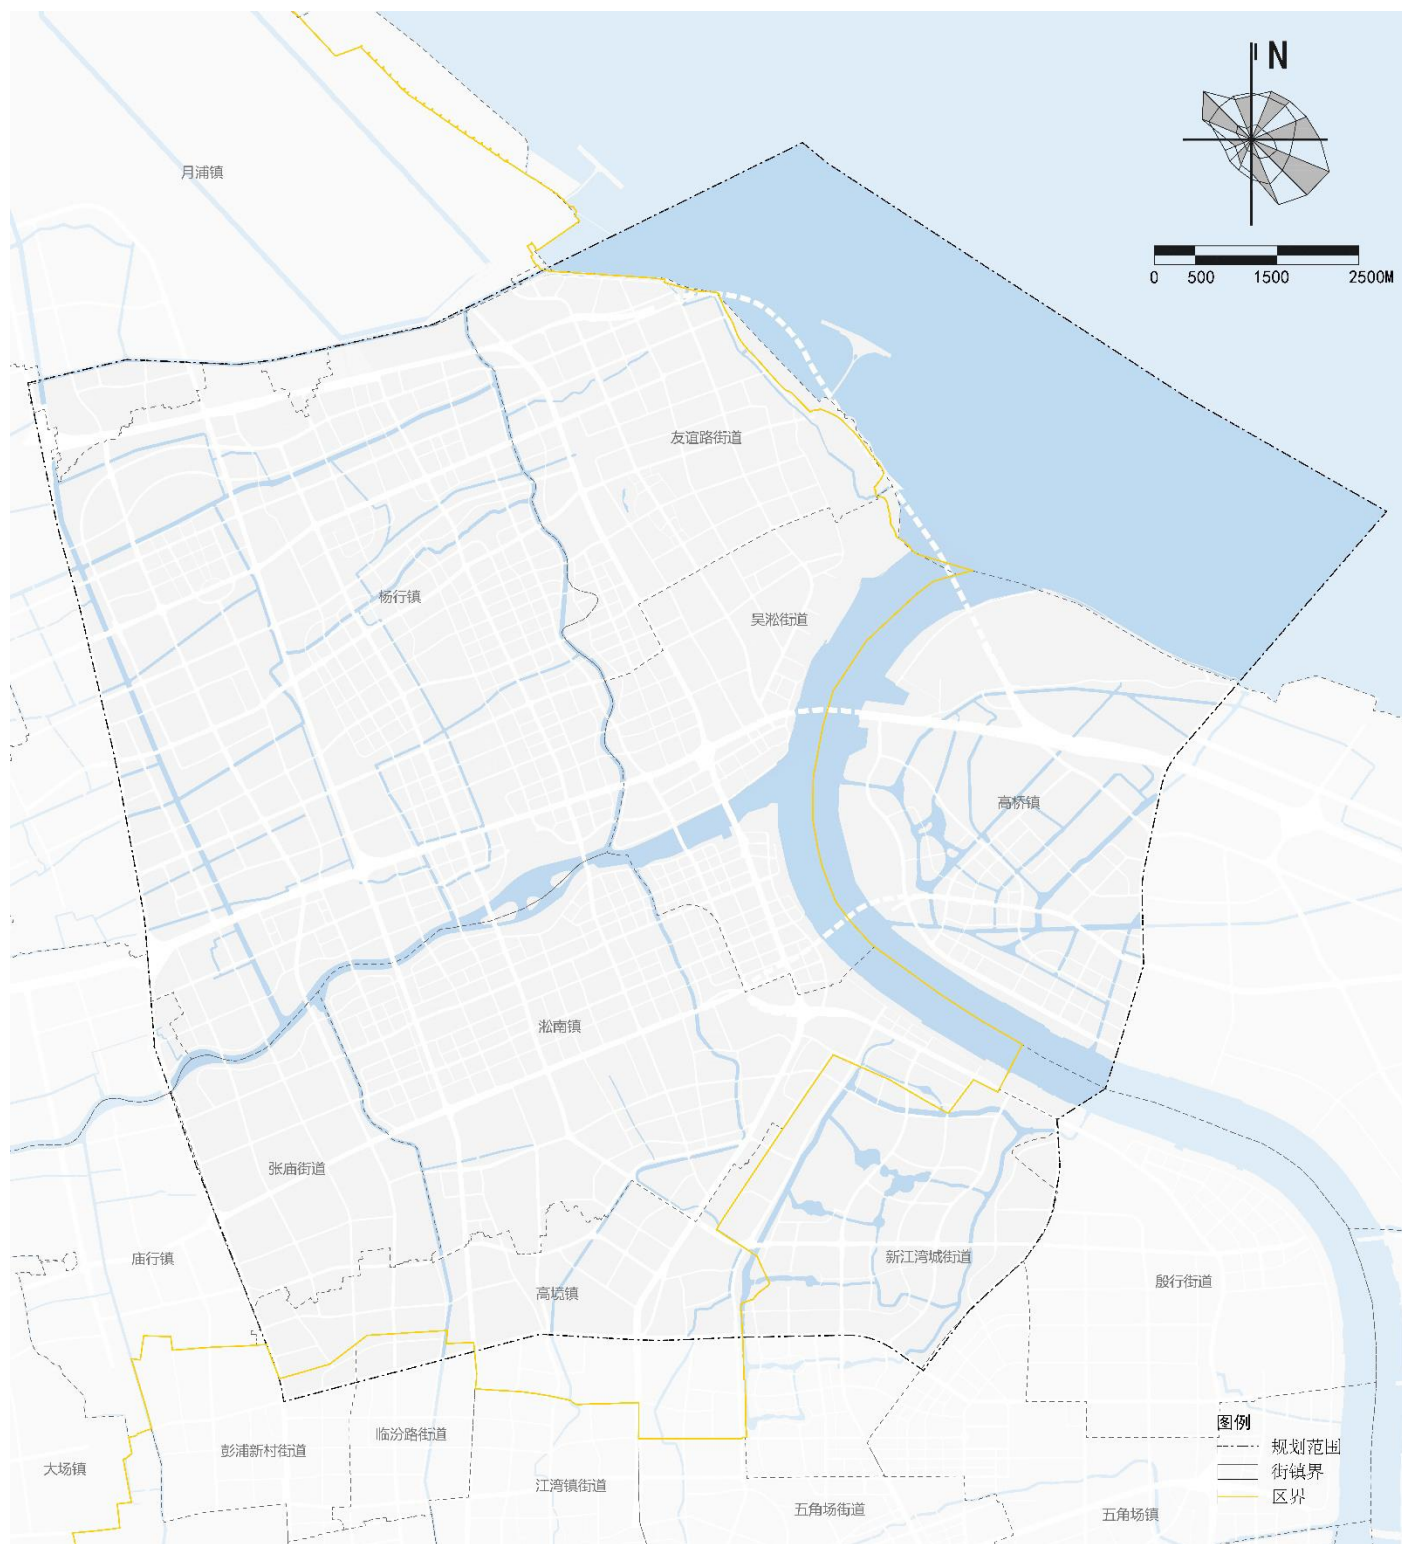 N
0 500 1500 2500M
月浦镇
友谊路街道
杨行镇
吴淞街道
高桥镇
淞南镇
张庙街道
庙行镇
新江湾城街道
殷行街道
高境镇
图例
规划范围
街镇界
区界
彭浦新村街道
临汾路街道
大场镇
江湾镇街道
五角场街道
五角场镇